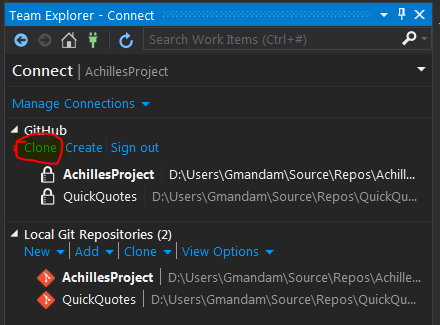 Team Explorer - Connect
Search Work Items (Ctrl+#)
Connect | AchillesProject
Manage Connections
GitHub
Clone Create Sign out
AchillesProject | D:\Users\Gmandam\Source\Repos\Achill...
QuickQuotes | D:\Users\Gmandam\Source\Repos\QuickQu...
Local Git Repositories (2)
New | Add | Clone | View Options
AchillesProject | D:\Users\Gmandam\Source\Repos\Achille...
QuickQuotes | D:\Users\Gmandam\Source\Repos\QuickQu...